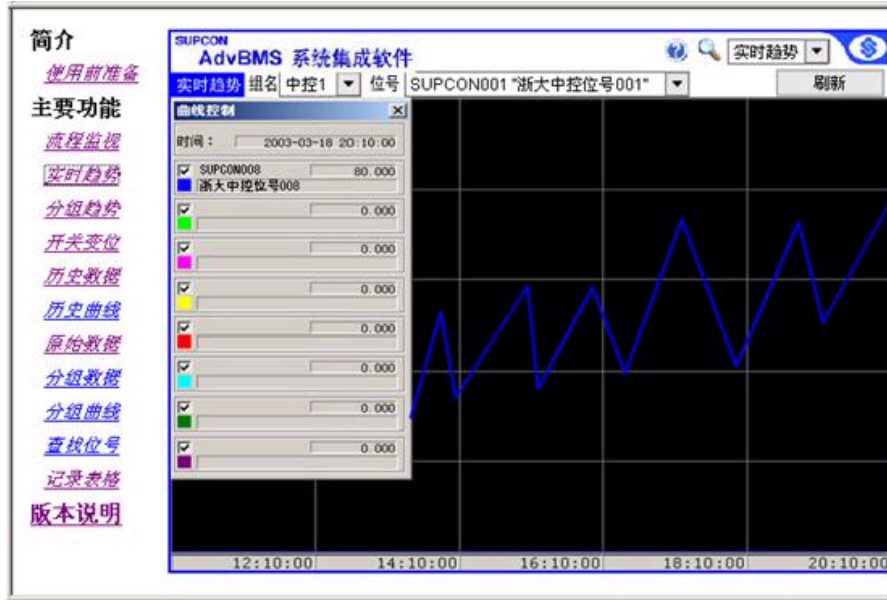 简介
使用前准备
主要功能
流程监视
实时趋势
分组趋势
开关变位
历史数据
历史曲线
原始数据
分组数据
分组曲线
查找位号
记录表格
版本说明
SUPCON
AdvBMS 系统集成软件
实时趋势
实时趋势 组名 中控1 位号 SUPCON001 "浙大中控位号001" 刷新
曲线控制
时间： 2003-03-18 20:10:00
SUPCON008 80.000
浙大中控位号008
0.000
0.000
0.000
0.000
0.000
0.000
0.000
12:10:00 14:10:00 16:10:00 18:10:00 20:10:00